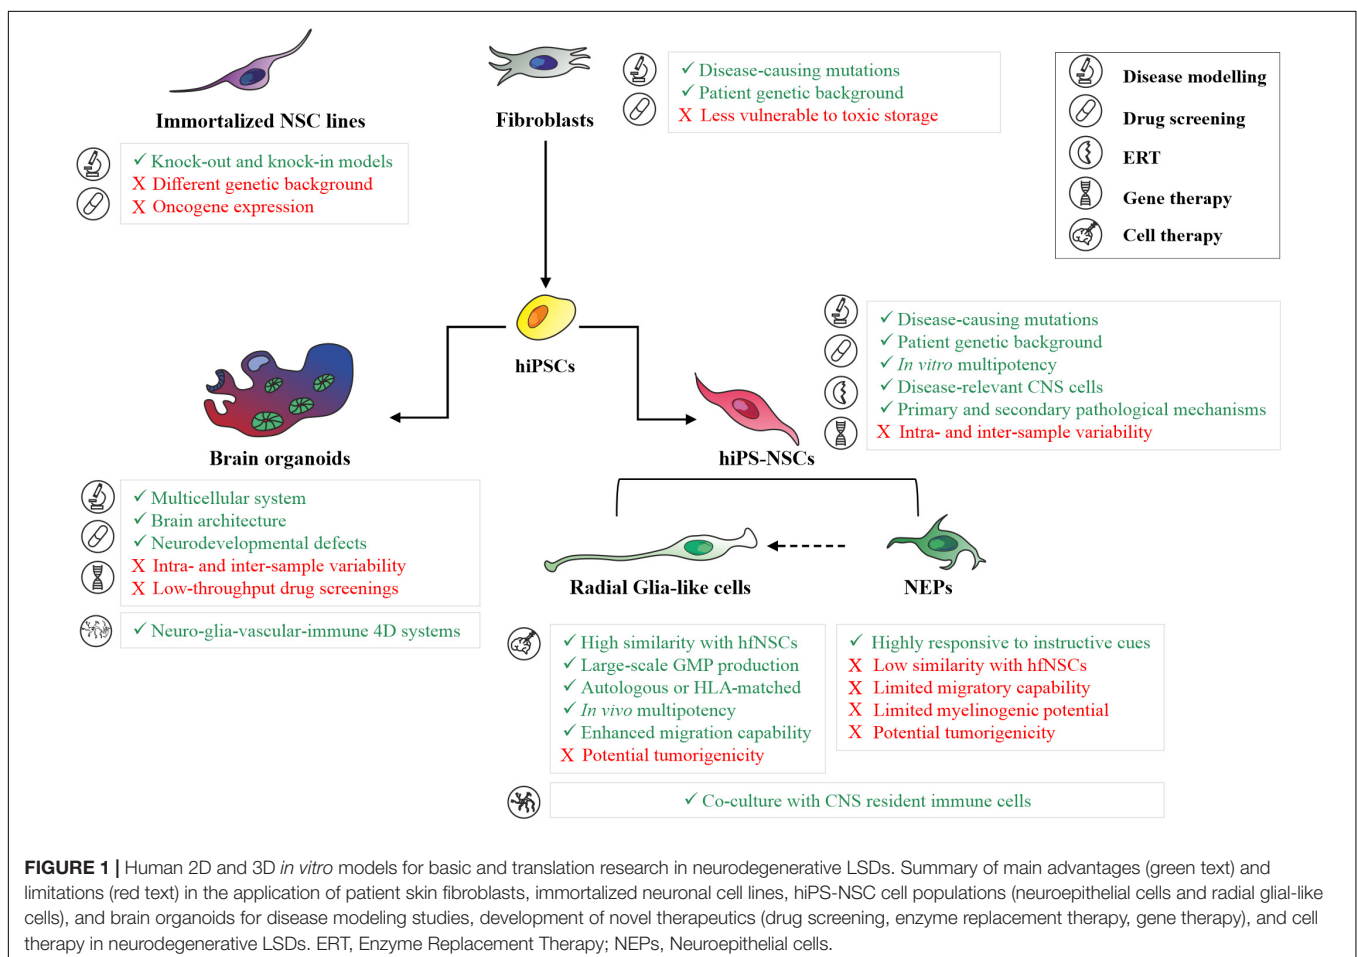 Immortalized NSC lines
✓ Knock-out and knock-in models
X Different genetic background
X Oncogene expression
Fibroblasts
✓ Disease-causing mutations
✓ Patient genetic background
X Less vulnerable to toxic storage
Disease modelling
Drug screening
ERT
Gene therapy
Cell therapy
hiPSCs
Brain organoids
✓ Multicellular system
✓ Brain architecture
✓ Neurodevelopmental defects
X Intra- and inter-sample variability
X Low-throughput drug screenings
✓ Neuro-glia-vascular-immune 4D systems
hiPS-NSCs
✓ Disease-causing mutations
✓ Patient genetic background
✓ In vitro multipotency
✓ Disease-relevant CNS cells
✓ Primary and secondary pathological mechanisms
X Intra- and inter-sample variability
Radial Glia-like cells
✓ High similarity with hfNSCs
✓ Large-scale GMP production
✓ Autologous or HLA-matched
✓ In vivo multipotency
✓ Enhanced migration capability
X Potential tumorigenicity
NEPs
✓ Highly responsive to instructive cues
X Low similarity with hfNSCs
X Limited migratory capability
X Limited myelinogenic potential
X Potential tumorigenicity
✓ Co-culture with CNS resident immune cells
FIGURE 1 | Human 2D and 3D in vitro models for basic and translation research in neurodegenerative LSDs. Summary of main advantages (green text) and
limitations (red text) in the application of patient skin fibroblasts, immortalized neuronal cell lines, hiPS-NSC cell populations (neuroepithelial cells and radial glial-like
cells), and brain organoids for disease modeling studies, development of novel therapeutics (drug screening, enzyme replacement therapy, gene therapy), and cell
therapy in neurodegenerative LSDs. ERT, Enzyme Replacement Therapy; NEPs, Neuroepithelial cells.